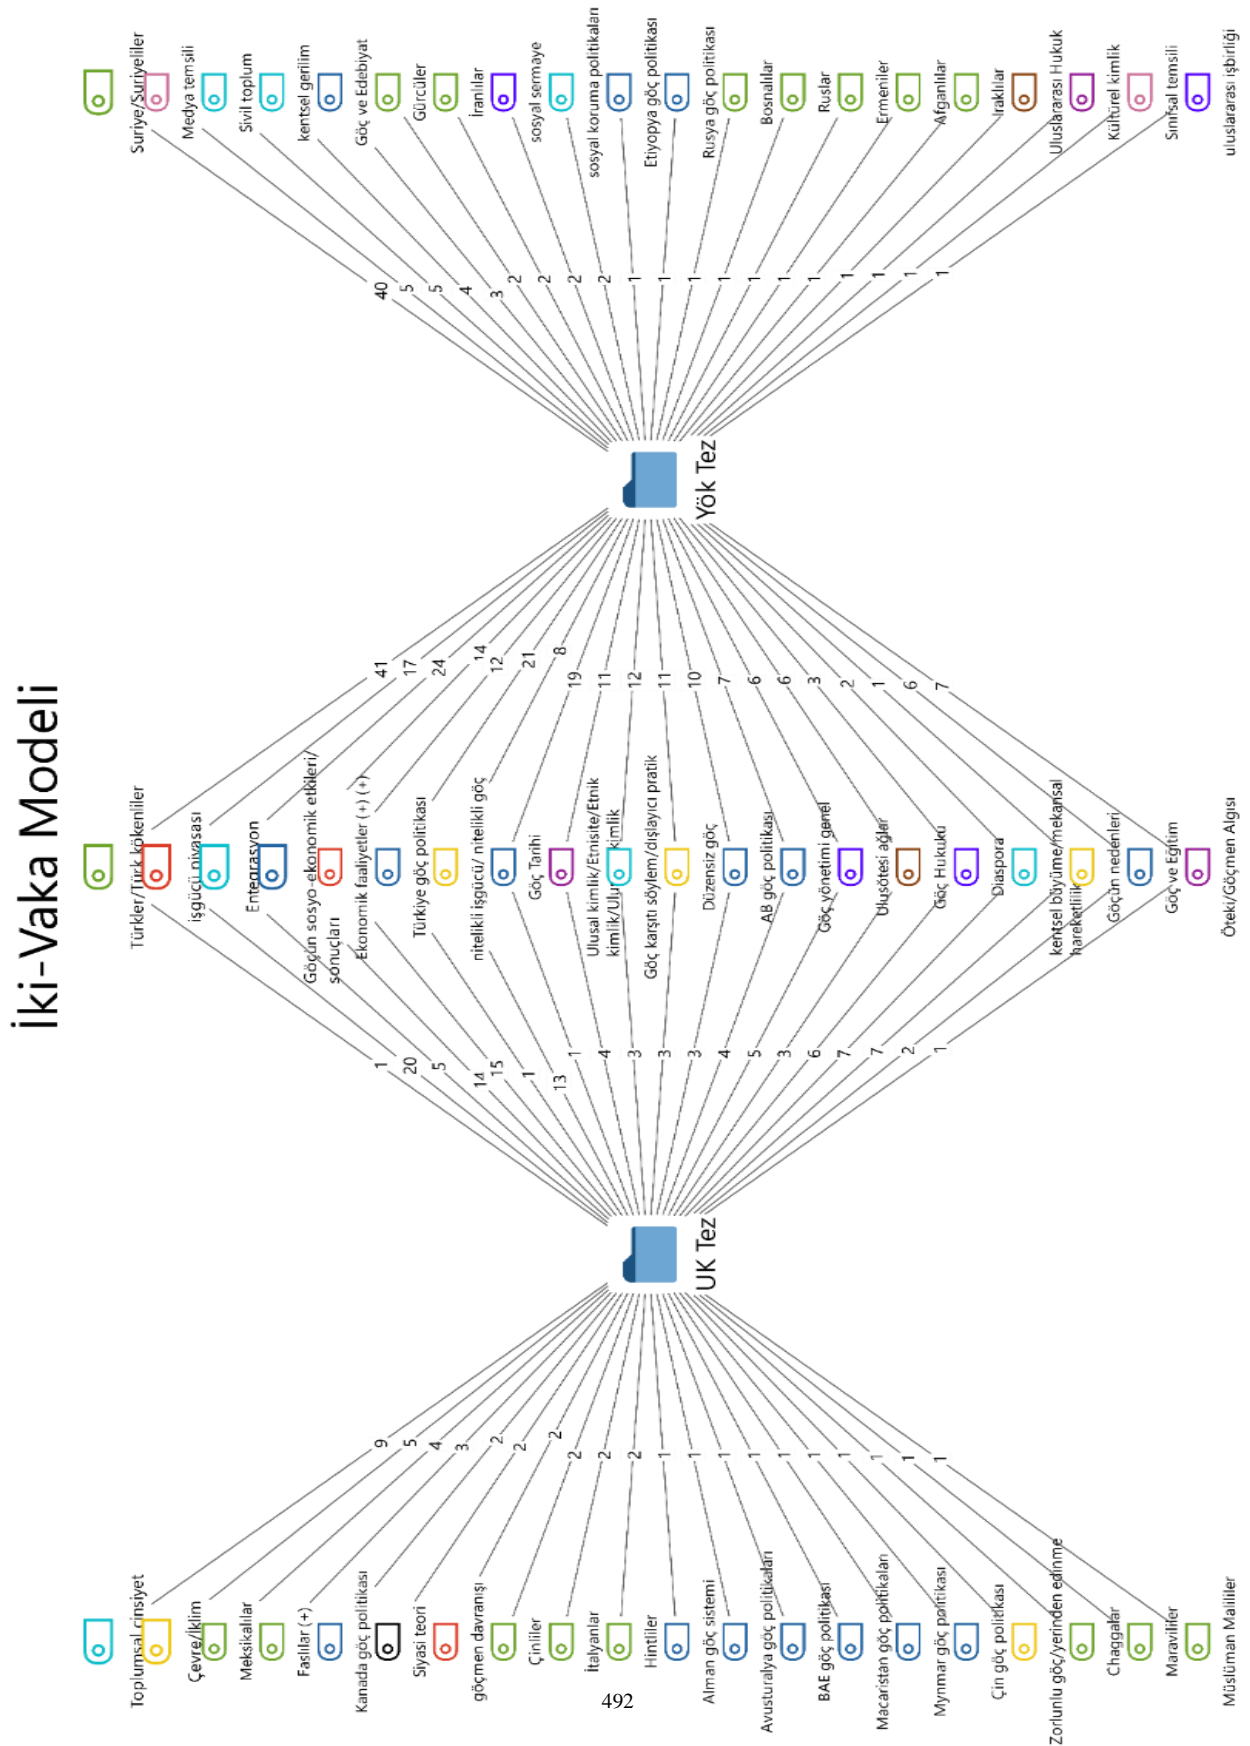 İki-Vaka Modeli
Suriye/Suriyeliler
Medya temsili
Sivil toplum
kentsel gerilim
Göç ve Edebiyat
Gürcüler
İranlılar
sosyal sermaye
sosyal koruma politikaları
Etiyopya göç politikası
Rusya göç politikası
Bosnalılar
Ruslar
Ermeniler
Afganlılar
Iraklılar
Uluslararası Hukuk
Kültürel kimlik
Sınıfsal temsili
uluslararası işbirliği
40
5
5
4
3
2
2
2
2
1
1
1
1
1
1
1
1
1
1
1
Yök Tez
41
17
24
14
12
21
8
19
11
12
11
10
7
6
6
3
2
1
6
7
Türkler/Türk kökenliler
işgücü piyasası
Entegrasyon
Göçün sosyo-ekonomik etkileri/
sonuçları
Ekonomik faaliyetler (+) (+)
Türkiye göç politikası
nitelikli işgücü/ nitelikli göç
Göç Tarihi
Ulusal kimlik/Etnisite/Etnik
kimlik/Ulur kimlik
Göç karşıtı söylem/dışlayıcı pratik
Düzensiz göç
AB göç politikası
Göç yönetimi genel
Ulusötesi ağlar
Göç Hukuku
Diaspora
kentsel büyüme/mekansal
hareketlilik
Göçün nedenleri
Göç ve Eğitim
Öteki/Göçmen Algısı
1
20
5
14
15
1
13
1
4
3
3
3
4
5
3
6
7
7
2
1
UK Tez
9
5
4
3
2
2
2
2
2
2
1
1
1
1
1
1
1
1
1
1
Toplumsal cinsiyet
Çevre/İklim
Meksikalılar
Faslılar (+)
Kanada göç politikası
Siyasi teori
göçmen davranışı
Çinliler
İtalyanlar
Hintliler
Alman göç sistemi
Avusturalya göç politikaları
BAE göç politikası
Macaristan göç politikaları
Mynmar göç politikası
Çin göç politikası
Zorlunlu göç/yerinden edinme
Chaggalar
Maravililer
Müslüman Malililer
492